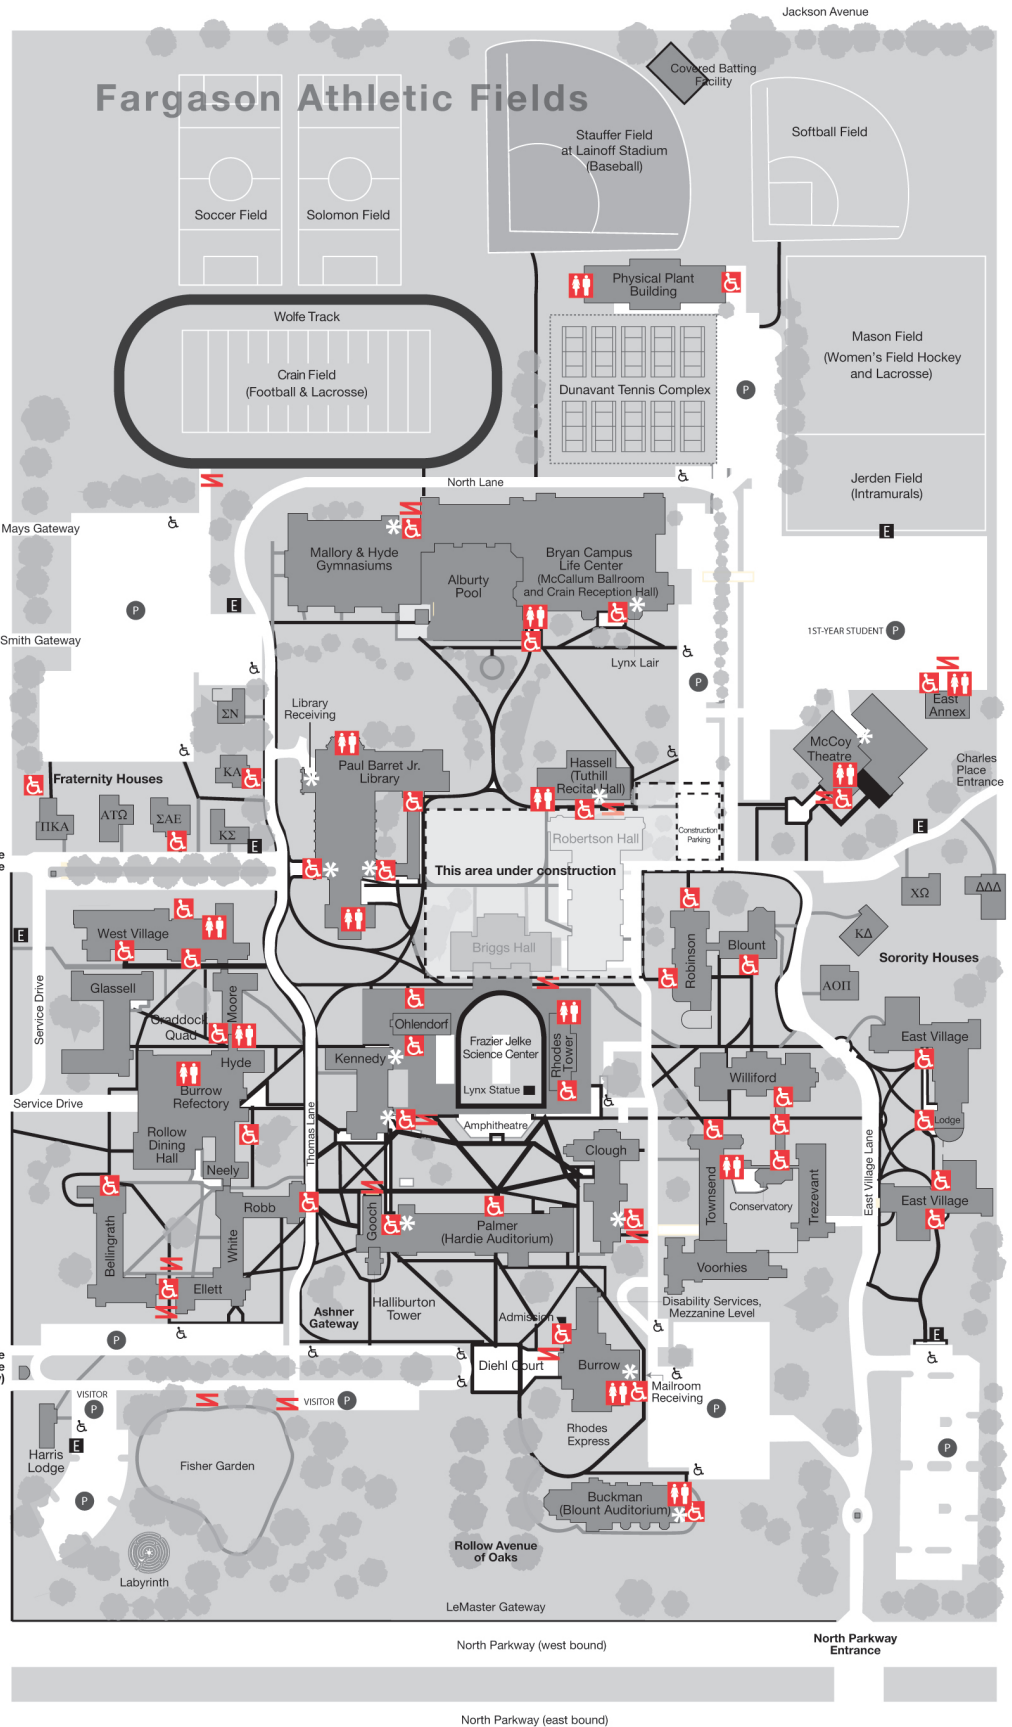 Jackson Avenue
Covered Batting
Facility
Fargason Athletic Fields
Stauffer Field
at Lainoff Stadium
(Baseball)
Softball Field
Soccer Field
Solomon Field
Physical Plant
Building
Wolfe Track
Mason Field
(Women's Field Hockey
and Lacrosse)
Crain Field
(Football & Lacrosse)
Dunavant Tennis Complex
P
North Lane
Jerden Field
(Intramurals)
Mays Gateway
E
Mallory & Hyde
Gymnasiums
Alburty
Pool
Bryan Campus
Life Center
(McCallum Ballroom
and Crain Reception Hall)
P
E
1ST-YEAR STUDENT P
Smith Gateway
Lynx Lair
P
East
Annex
Library
Receiving
ΣΝ
McCoy
Theatre
Paul Barret Jr.
Library
Hassell
(Tuthill
Recital Hall)
Charles
Place
Entrance
Fraternity Houses
ΚΑ
ΠΚΑ
ΑΤΩ
ΣΑΕ
ΚΣ
E
Robertson Hall
Construction
Parking
E
This area under construction
ΧΩ
ΔΔΔ
West Village
E
Briggs Hall
Robinson
Blount
ΚΔ
Sorority Houses
Glassell
Moore
ΑΟΠ
Service Drive
Craddock
Quad
Ohlendorf
Frazier Jelke
Science Center
Rhodes
Tower
East Village
Hyde
Kennedy
Williford
Burrow
Refectory
Lynx Statue
Service Drive
Thomas Lane
Amphitheatre
Lodge
Rollow
Dining
Hall
Clough
East Village Lane
Neely
Townsend
Conservatory
Trezevant
East Village
Robb
Gooch
Palmer
(Hardie Auditorium)
Bellingrath
White
Voorhies
Ellett
Halliburton
Tower
Ashner
Gateway
Admission
Disability Services,
Mezzanine Level
P
E
Diehl Court
Burrow
Mailroom
Receiving
VISITOR
P
VISITOR P
P
Harris
Lodge
E
Rhodes
Express
P
Fisher Garden
P
Buckman
(Blount Auditorium)
Rollow Avenue
of Oaks
Labyrinth
LeMaster Gateway
North Parkway (west bound)
North Parkway
Entrance
North Parkway (east bound)